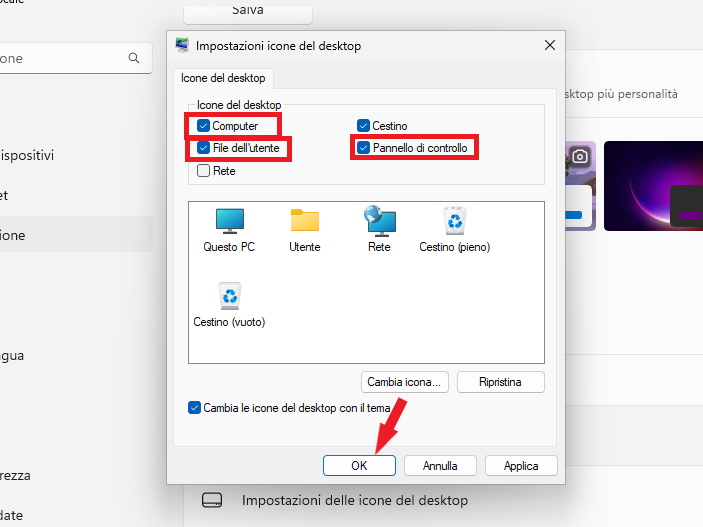 Salva
Impostazioni icone del desktop
one
Icone del desktop
sktop più personalità
Icone del desktop
Computer
Cestino
File dell'utente
Pannello di controllo
ispositivi
Rete
et
ione
Questo PC
Utente
Rete
Cestino (pieno)
Cestino (vuoto)
gua
Cambia icona...
Ripristina
Cambia le icone del desktop con il tema
OK
Annulla
Applica
rezza
Impostazioni delle icone del desktop
date